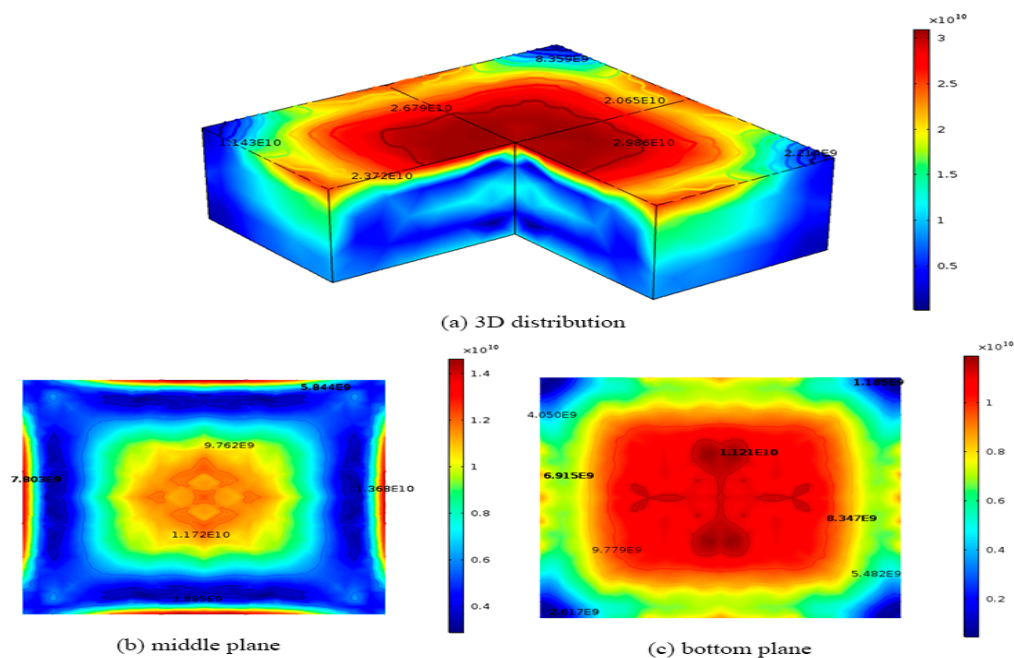 ×10¹⁰
3
2.5
2
1.5
1
0.5
8.359E9
2.679E10
2.065E10
1.143E10
2.986E10
2.372E10
(a) 3D distribution
×10¹⁰
1.4
1.2
1
0.8
0.6
0.4
5.844E9
9.762E9
7.803E9
1.368E10
1.172E10
(b) middle plane
×10¹⁰
1
0.8
0.6
0.4
0.2
1.185E9
4.050E9
1.121E10
6.915E9
8.347E9
9.779E9
5.482E9
2.617E9
(c) bottom plane